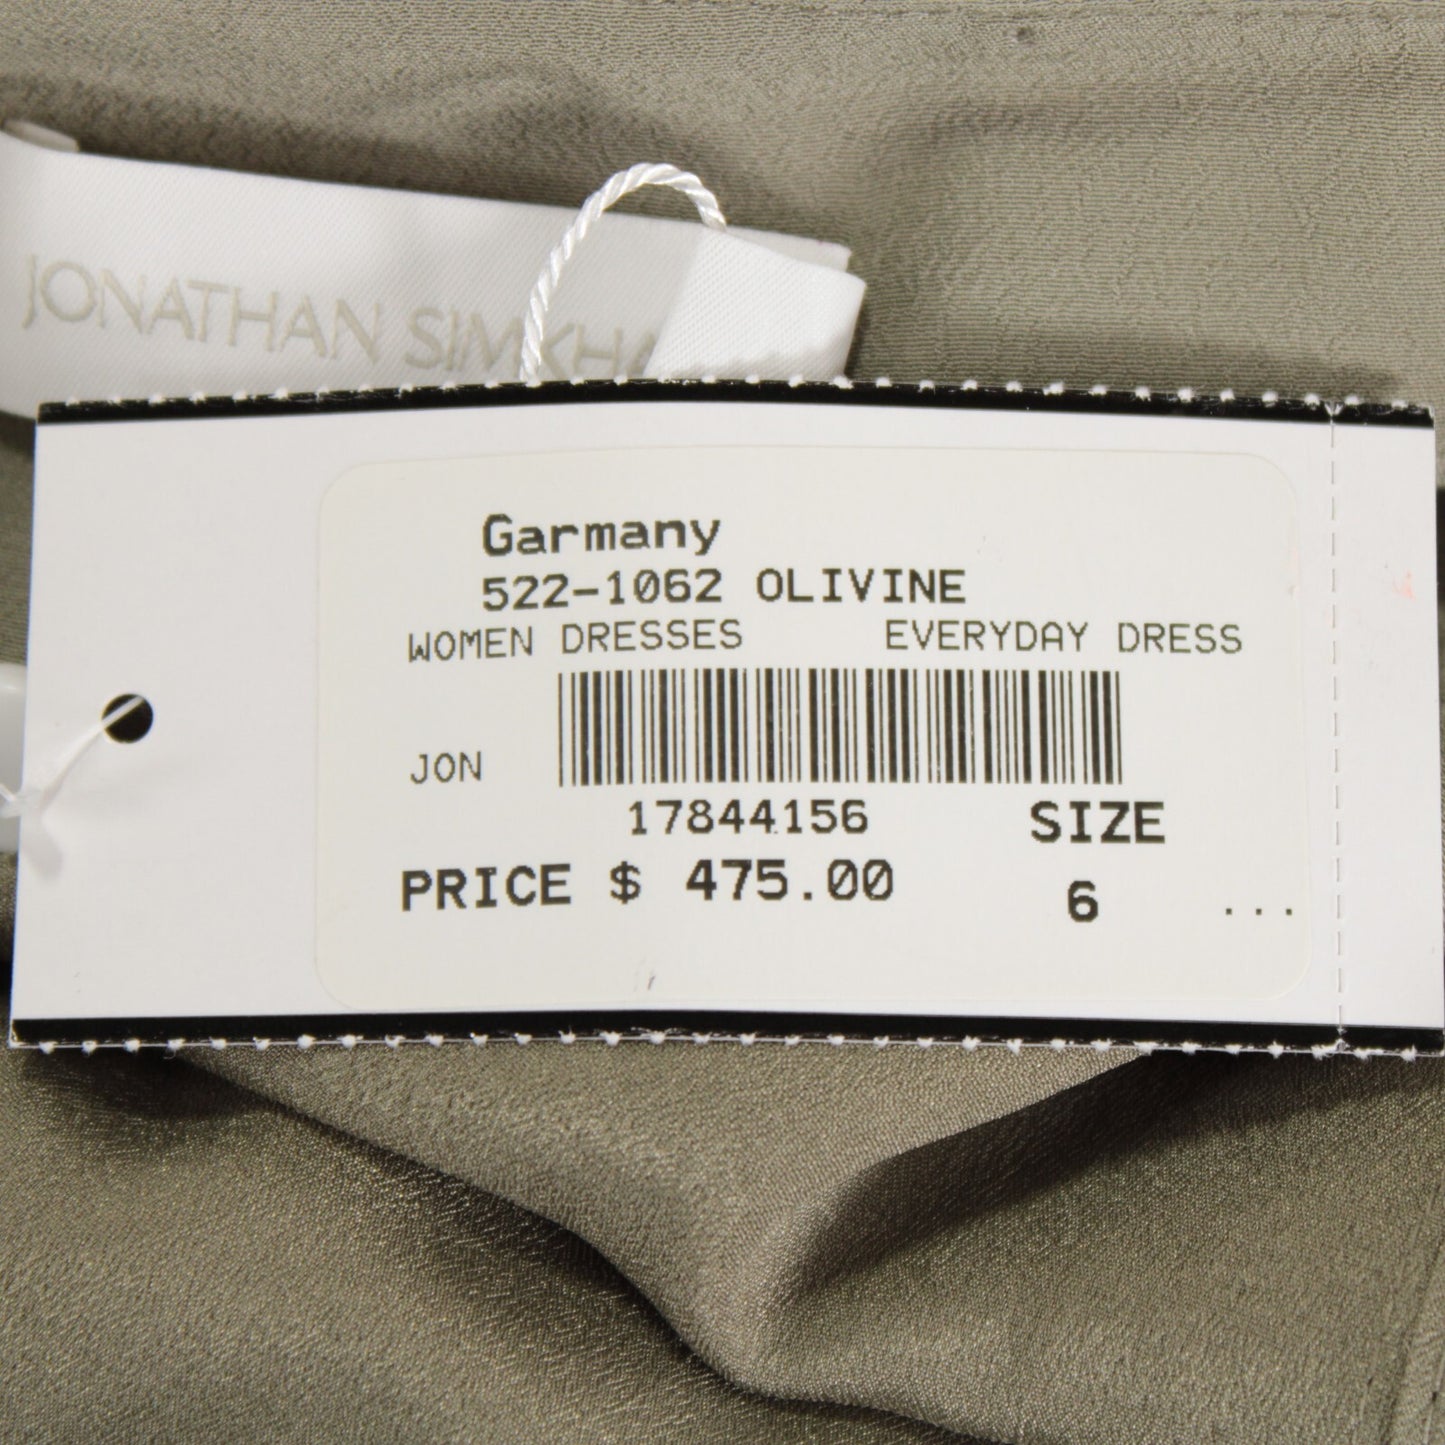 JONATHAN SIMKHA
Garmany
522-1062 OLIVINE
WOMEN DRESSES EVERYDAY DRESS
JON
17844156 SIZE
PRICE $ 475.00 6 ...